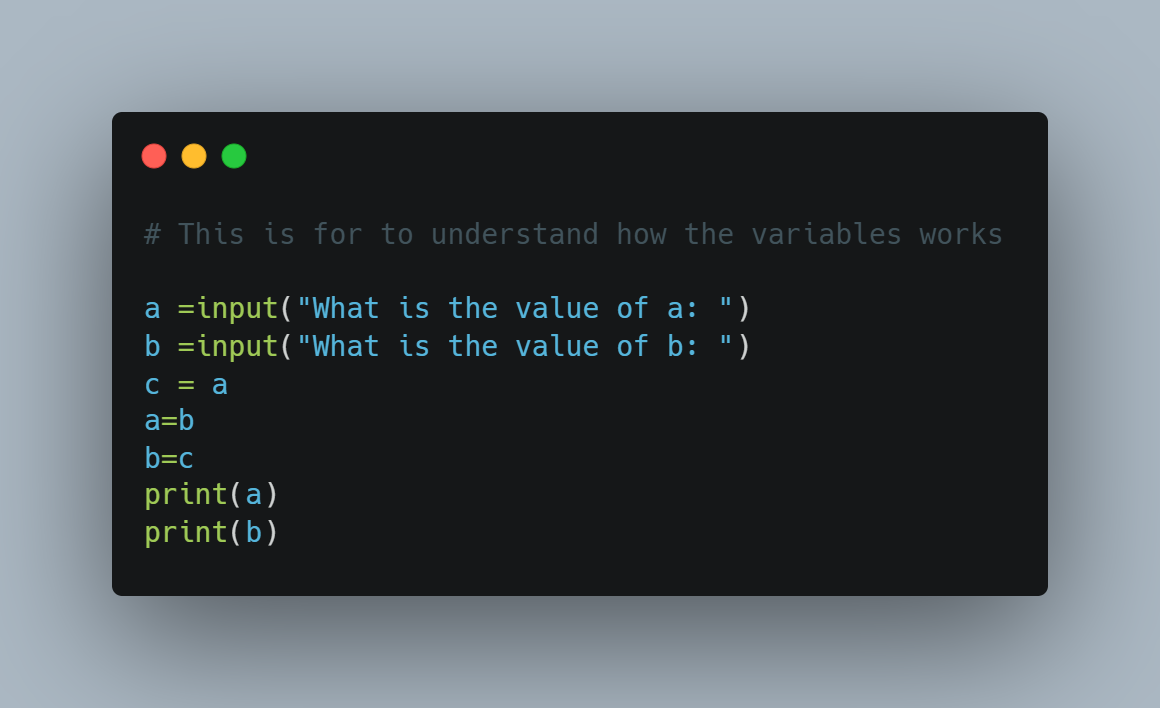 # This is for to understand how the variables works
a =input("What is the value of a: ")
b =input("What is the value of b: ")
c = a
a=b
b=c
print(a)
print(b)